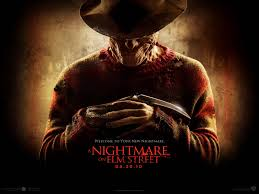 WELCOME TO YOUR NEW NIGHTMARE
A NIGHTMARE
ON ELM STREET
04.30.10